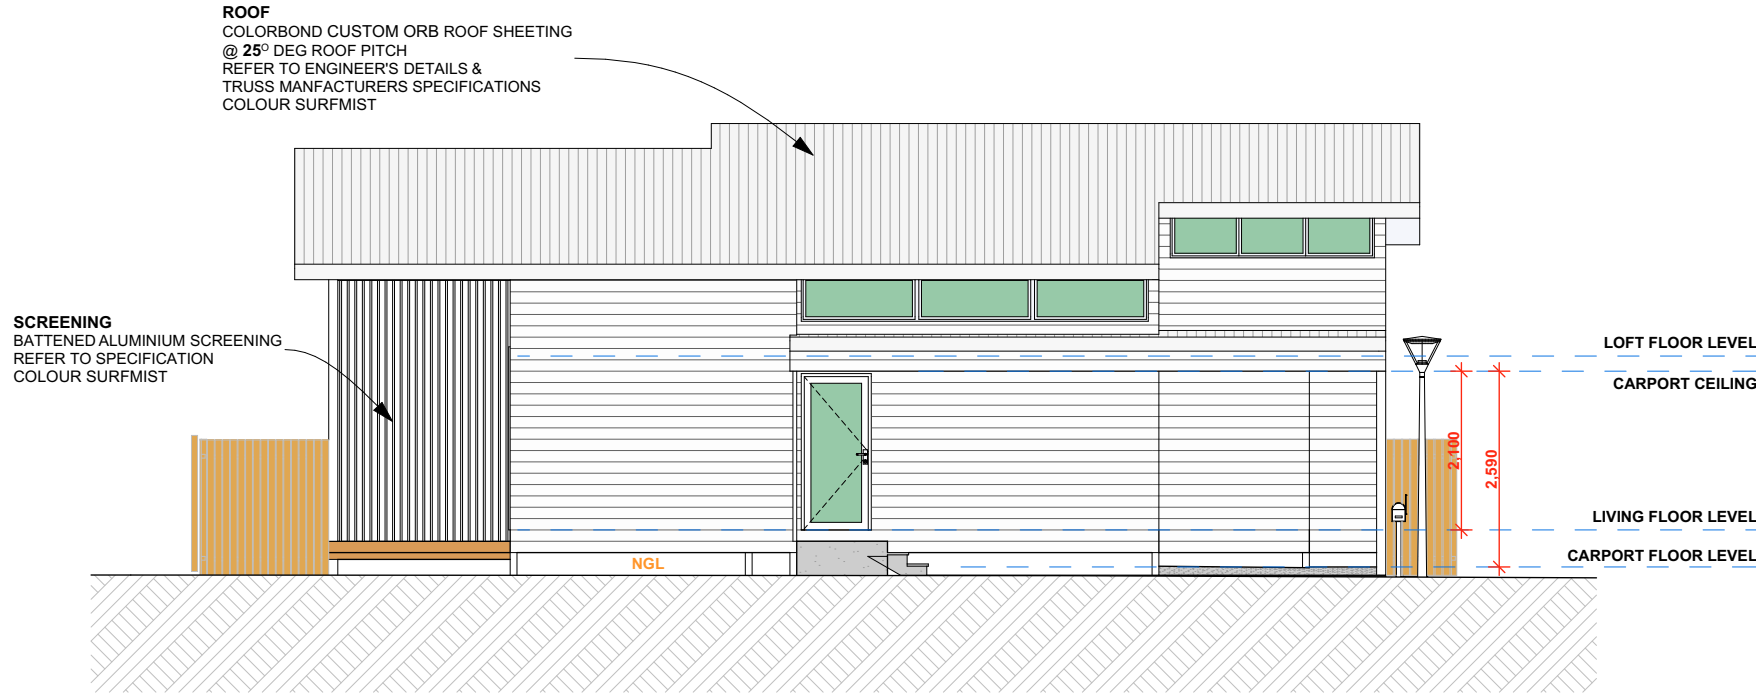 ROOF
COLORBOND CUSTOM ORB ROOF SHEETING
@ 25° DEG ROOF PITCH
REFER TO ENGINEER'S DETAILS &
TRUSS MANFACTURERS SPECIFICATIONS
COLOUR SURFMIST
SCREENING
BATTENED ALUMINIUM SCREENING
REFER TO SPECIFICATION
COLOUR SURFMIST
LOFT FLOOR LEVEL
CARPORT CEILING
2,100
2,590
LIVING FLOOR LEVEL
CARPORT FLOOR LEVEL
NGL